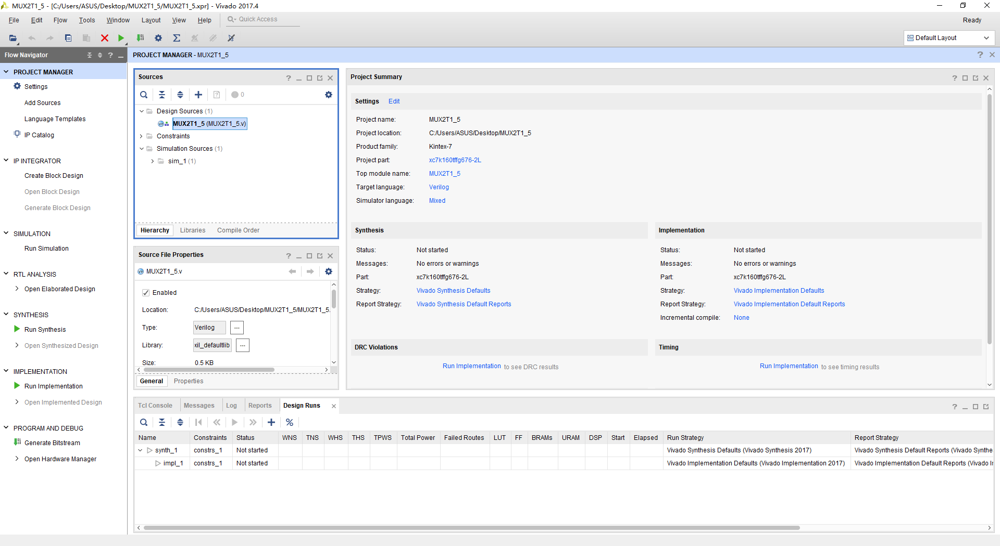 MUX2T1_5 - [C:/Users/ASUS/Desktop/MUX2T1_5/MUX2T1_5.xpr] - Vivado 2017.4
File Edit Flow Tools Window Layout View Help Quick Access Ready
Default Layout
Flow Navigator
PROJECT MANAGER
Settings
Add Sources
Language Templates
IP Catalog
IP INTEGRATOR
Create Block Design
Open Block Design
Generate Block Design
SIMULATION
Run Simulation
RTL ANALYSIS
Open Elaborated Design
SYNTHESIS
Run Synthesis
Open Synthesized Design
IMPLEMENTATION
Run Implementation
Open Implemented Design
PROGRAM AND DEBUG
Generate Bitstream
Open Hardware Manager
PROJECT MANAGER - MUX2T1_5
Sources
0
Design Sources (1)
MUX2T1_5 (MUX2T1_5.v)
Constraints
Simulation Sources (1)
sim_1 (1)
Hierarchy Libraries Compile Order
Source File Properties
MUX2T1_5.v
Enabled
Location: C:/Users/ASUS/Desktop/MUX2T1_5/MUX2T1_5.
Type: Verilog ...
Library: xil_defaultlib ...
Size: 0.5 KB
General Properties
Project Summary
Settings Edit
Project name: MUX2T1_5
Project location: C:/Users/ASUS/Desktop/MUX2T1_5
Product family: Kintex-7
Project part: xc7k160tffg676-2L
Top module name: MUX2T1_5
Target language: Verilog
Simulator language: Mixed
Synthesis
Status: Not started
Messages: No errors or warnings
Part: xc7k160tffg676-2L
Strategy: Vivado Synthesis Defaults
Report Strategy: Vivado Synthesis Default Reports
Implementation
Status: Not started
Messages: No errors or warnings
Part: xc7k160tffg676-2L
Strategy: Vivado Implementation Defaults
Report Strategy: Vivado Implementation Default Reports
Incremental compile: None
DRC Violations
Run Implementation to see DRC results
Timing
Run Implementation to see timing results
Tcl Console Messages Log Reports Design Runs
Name Constraints Status WNS TNS WHS THS TPWS Total Power Failed Routes LUT FF BRAMs URAM DSP Start Elapsed Run Strategy Report Strategy
synth_1 constrs_1 Not started Vivado Synthesis Defaults (Vivado Synthesis 2017) Vivado Synthesis Default Reports (Vivado Synthe
impl_1 constrs_1 Not started Vivado Implementation Defaults (Vivado Implementation 2017) Vivado Implementation Default Reports (Vivado I